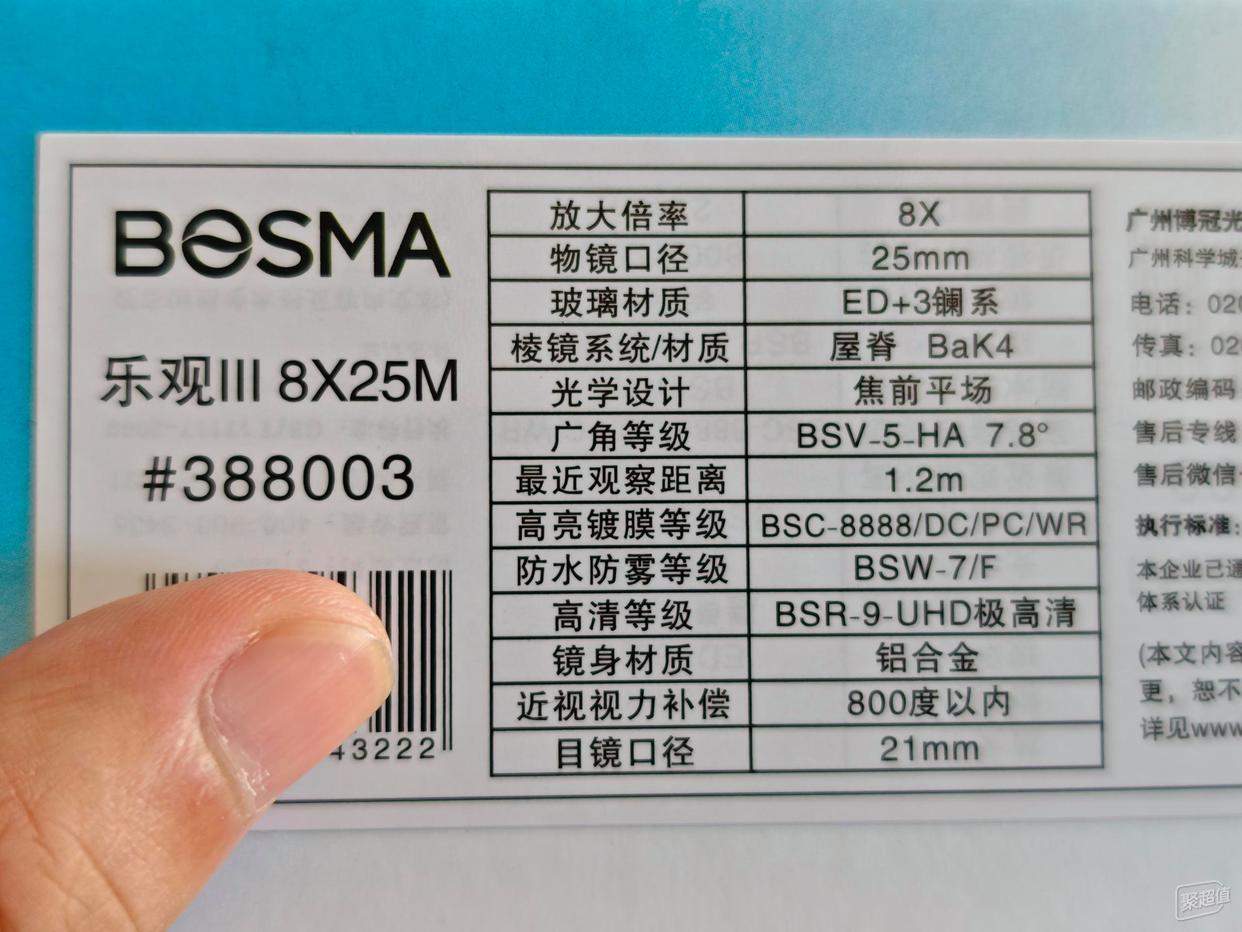 BOSMA
乐观III 8X25M
#388003
43222
放大倍率 8X
物镜口径 25mm
玻璃材质 ED+3镧系
棱镜系统/材质 屋脊 BaK4
光学设计 焦前平场
广角等级 BSV-5-HA 7.8°
最近观察距离 1.2m
高亮镀膜等级 BSC-8888/DC/PC/WR
防水防雾等级 BSW-7/F
高清等级 BSR-9-UHD极高清
镜身材质 铝合金
近视视力补偿 800度以内
目镜口径 21mm
广州博冠光
广州科学城
电话：020
传真：020
邮政编码
售后专线
售后微信
执行标准：
本企业已通
体系认证
(本文内容
更，恕不
详见www
聚超值